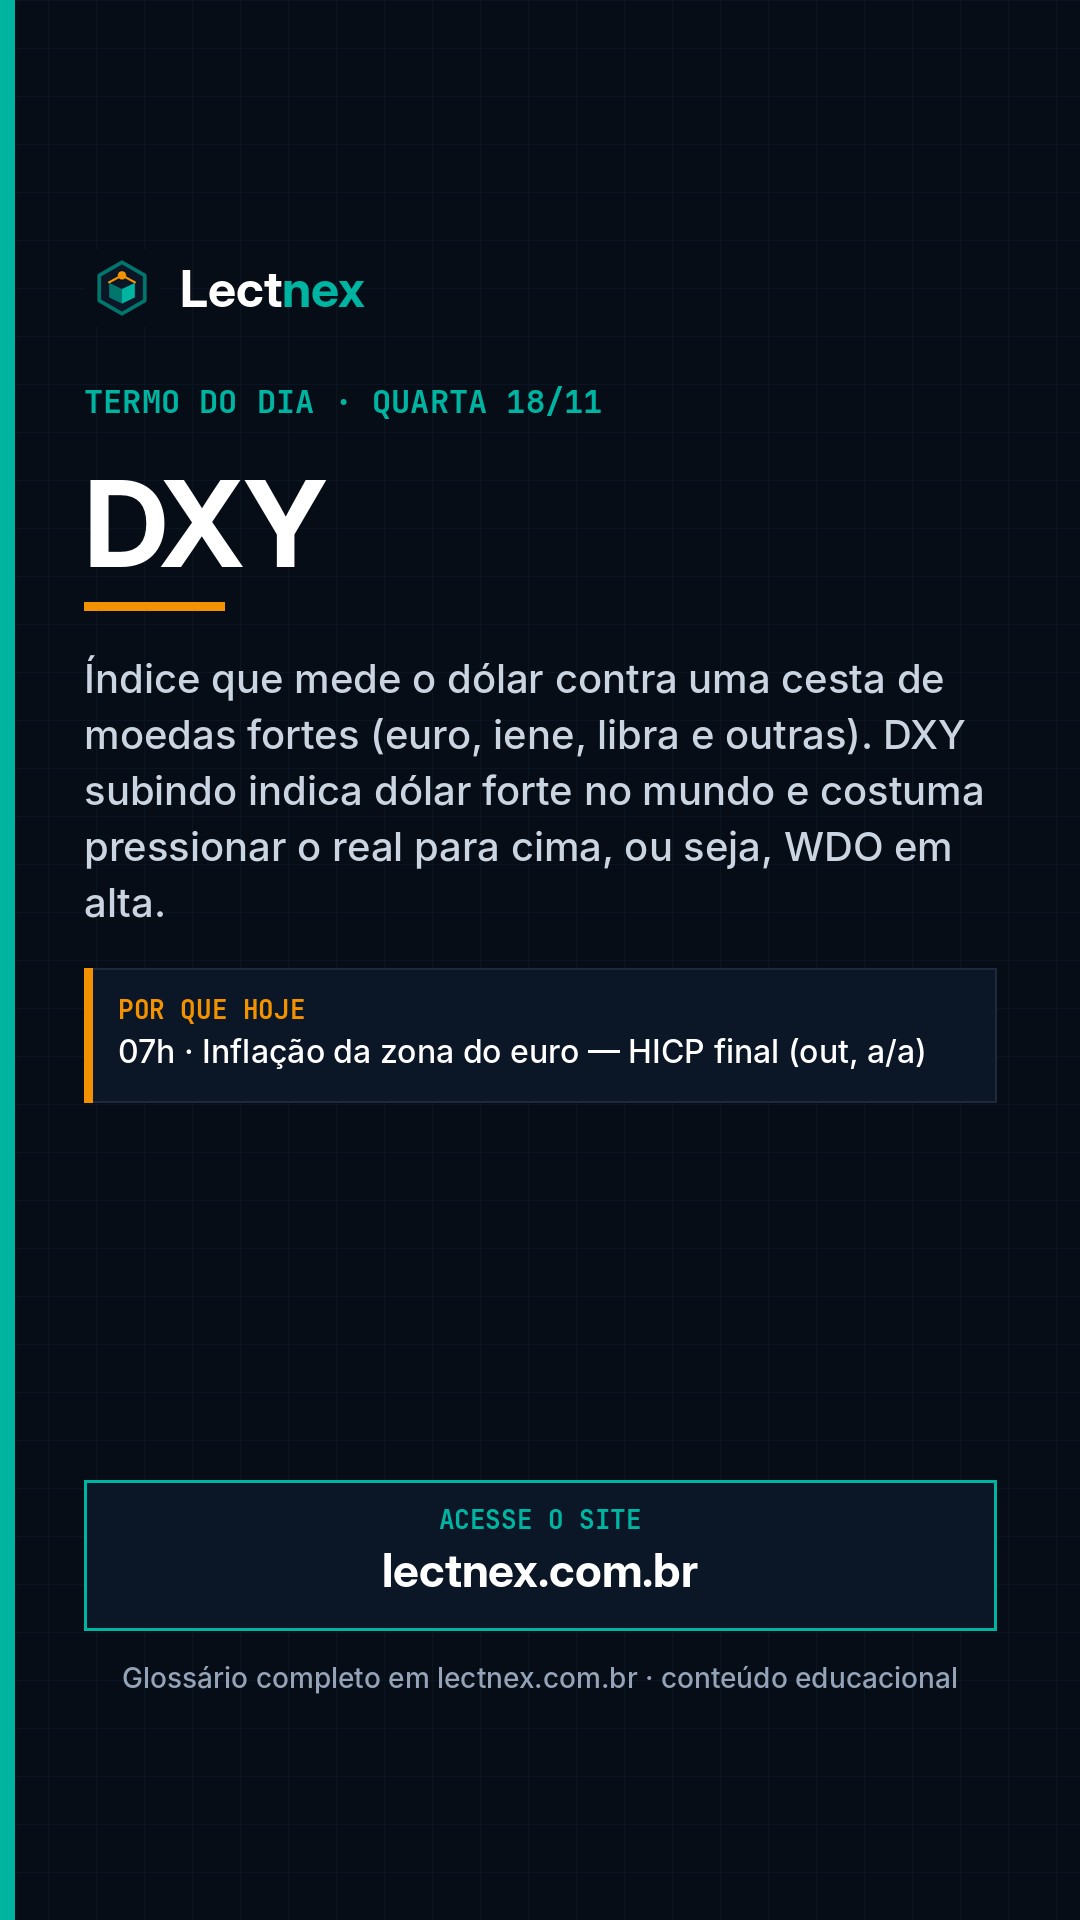 Lectnex
TERMO DO DIA · QUARTA 18/11
DXY
Índice que mede o dólar contra uma cesta de
moedas fortes (euro, iene, libra e outras). DXY
subindo indica dólar forte no mundo e costuma
pressionar o real para cima, ou seja, WDO em
alta.
POR QUE HOJE
07h · Inflação da zona do euro — HICP final (out, a/a)
ACESSE O SITE
lectnex.com.br
Glossário completo em lectnex.com.br · conteúdo educacional